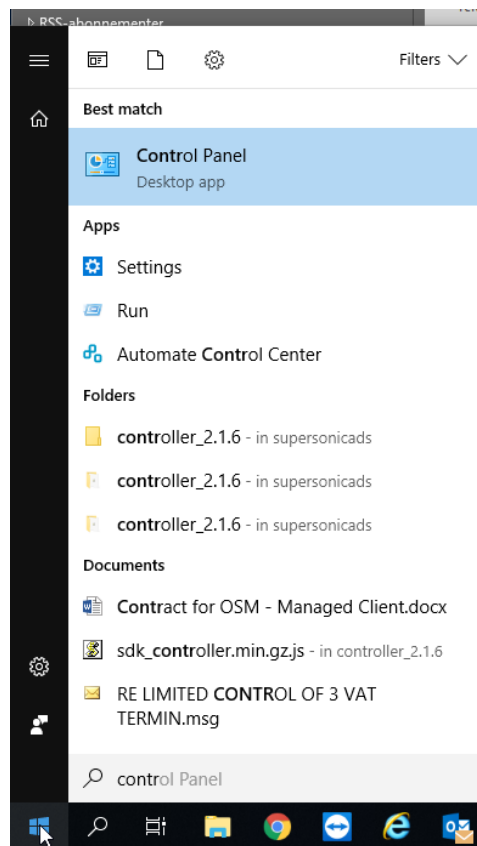 RSS-abonnementer
Filters
Best match
Control Panel
Desktop app
Apps
Settings
Run
Automate Control Center
Folders
controller_2.1.6 - in supersonicads
controller_2.1.6 - in supersonicads
controller_2.1.6 - in supersonicads
Documents
Contract for OSM - Managed Client.docx
sdk_controller.min.gz.js - in controller_2.1.6
RE LIMITED CONTROL OF 3 VAT
TERMIN.msg
control Panel